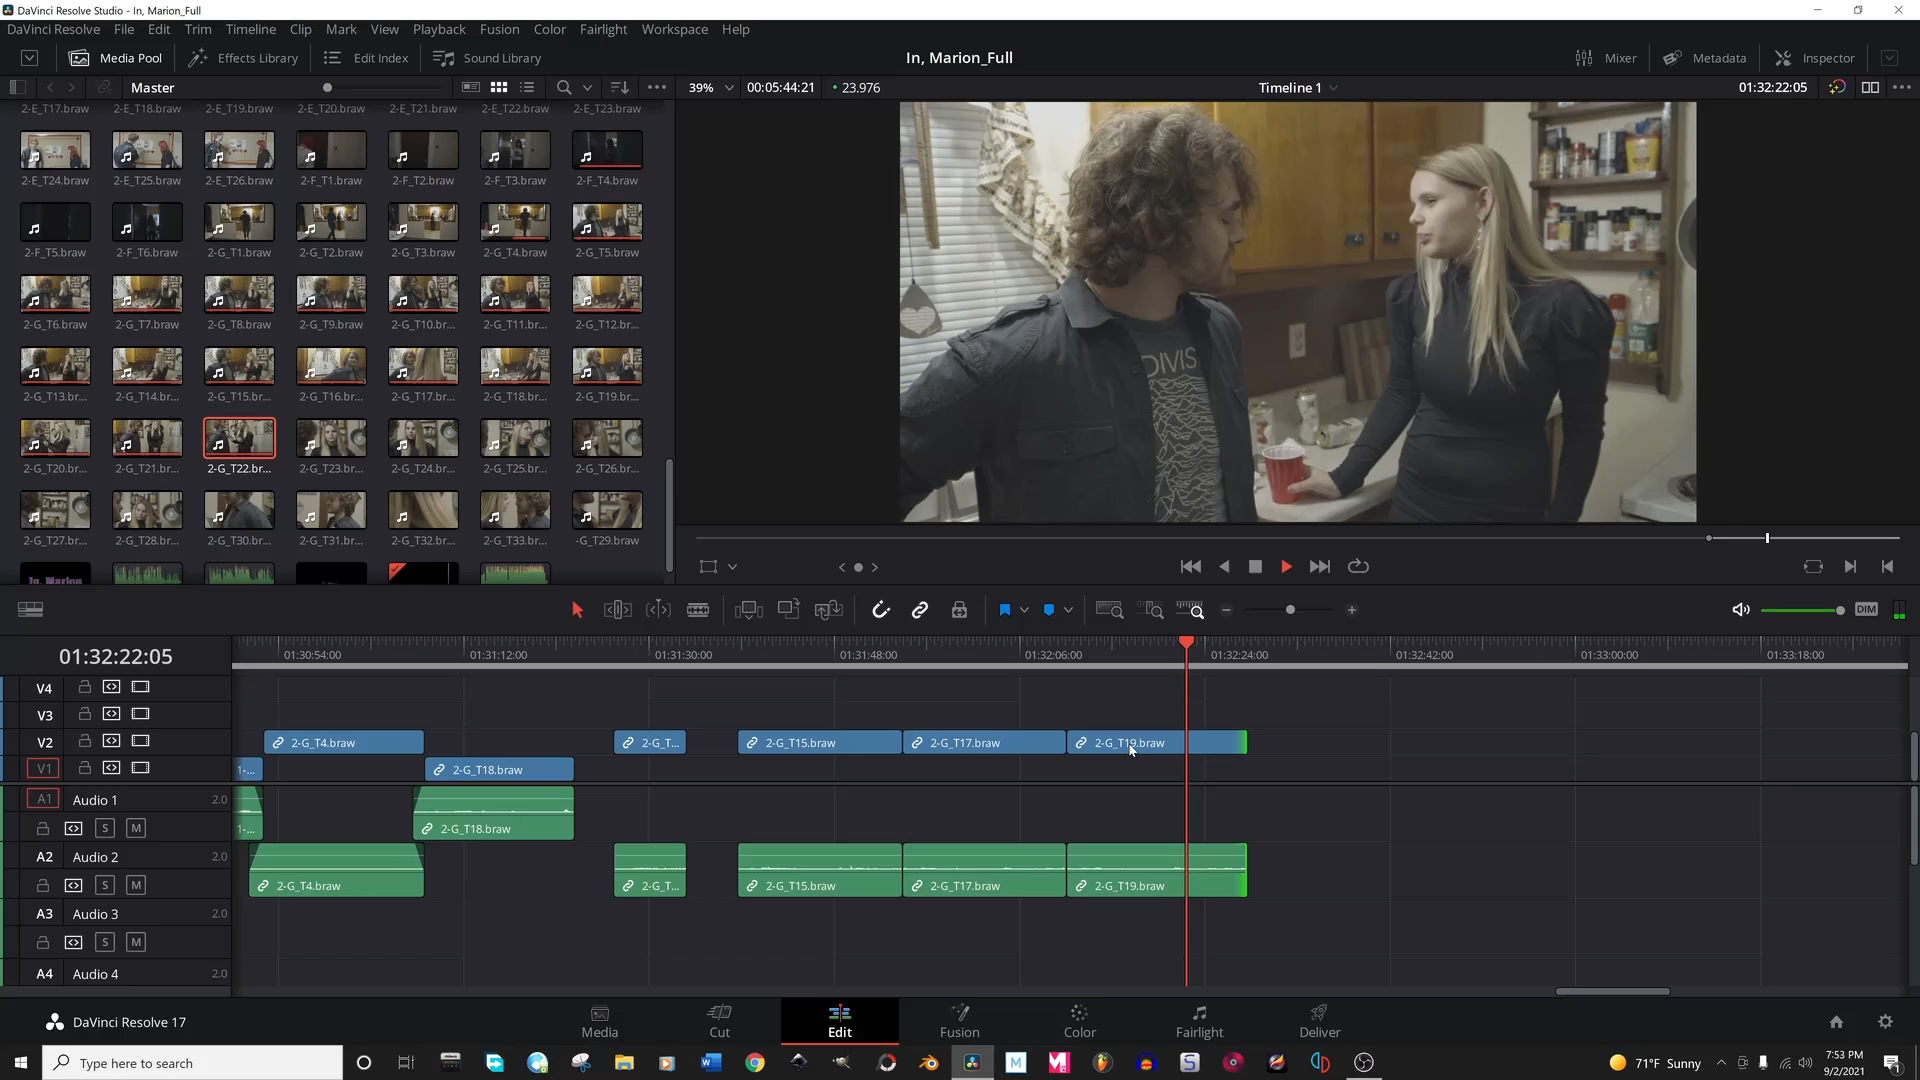 DaVinci Resolve Studio - In, Marion_Full
DaVinci Resolve File Edit Trim Timeline Clip Mark View Playback Fusion Color Fairlight Workspace Help
Media Pool Effects Library Edit Index Sound Library In, Marion_Full Mixer Metadata Inspector
Master 39% 00:05:44:21 23.976 Timeline 1 01:32:22:05
2-E_T17.braw 2-E_T18.braw 2-E_T19.braw 2-E_T20.braw 2-E_T21.braw 2-E_T22.braw 2-E_T23.braw
2-E_T24.braw 2-E_T25.braw 2-E_T26.braw 2-F_T1.braw 2-F_T2.braw 2-F_T3.braw 2-F_T4.braw
2-F_T5.braw 2-F_T6.braw 2-G_T1.braw 2-G_T2.braw 2-G_T3.braw 2-G_T4.braw 2-G_T5.braw
2-G_T6.braw 2-G_T7.braw 2-G_T8.braw 2-G_T9.braw 2-G_T10.br... 2-G_T11.br... 2-G_T12.br...
2-G_T13.br... 2-G_T14.br... 2-G_T15.br... 2-G_T16.br... 2-G_T17.br... 2-G_T18.br... 2-G_T19.br...
2-G_T20.br... 2-G_T21.br... 2-G_T22.br... 2-G_T23.br... 2-G_T24.br... 2-G_T25.br... 2-G_T26.br...
2-G_T27.br... 2-G_T28.br... 2-G_T30.br... 2-G_T31.br... 2-G_T32.br... 2-G_T33.br... -G_T29.braw
In, Marion
DIVIS
DIM
01:32:22:05 01:30:54:00 01:31:12:00 01:31:30:00 01:31:48:00 01:32:06:00 01:32:24:00 01:32:42:00 01:33:00:00 01:33:18:00
V4
V3
V2 2-G_T4.braw 2-G_T... 2-G_T15.braw 2-G_T17.braw 2-G_T19.braw
V1 1-... 2-G_T18.braw
A1 Audio 1 2.0
S M 1-... 2-G_T18.braw
A2 Audio 2 2.0
S M 2-G_T4.braw 2-G_T... 2-G_T15.braw 2-G_T17.braw 2-G_T19.braw
A3 Audio 3 2.0
S M
A4 Audio 4 2.0
DaVinci Resolve 17 Media Cut Edit Fusion Color Fairlight Deliver
Type here to search 71°F Sunny 7:53 PM
9/2/2021
1